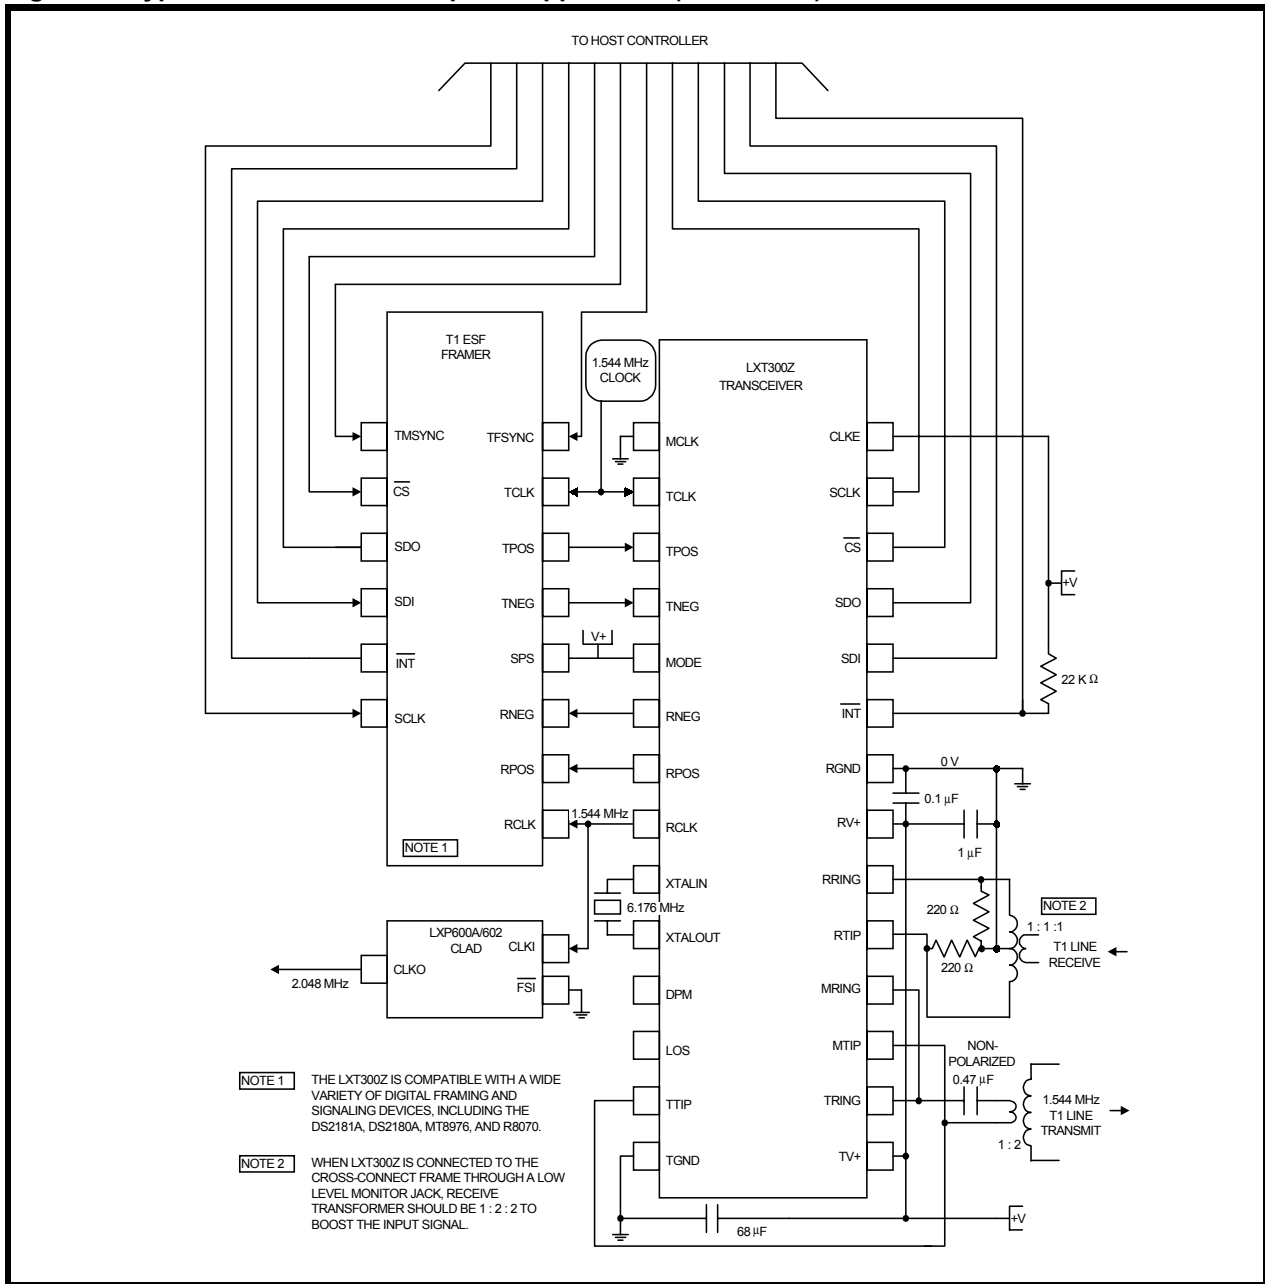 TO HOST CONTROLLER
T1 ESF
FRAMER
1.544 MHz
CLOCK
LXT300Z
TRANSCEIVER
TMSYNC
CS
SDO
SDI
INT
SCLK
TFSYNC
TCLK
TPOS
TNEG
SPS
RNEG
RPOS
RCLK
NOTE 1
V+
1.544 MHz
MCLK
TCLK
TPOS
TNEG
MODE
RNEG
RPOS
RCLK
XTALIN
XTALOUT
DPM
LOS
TTIP
TGND
6.176 MHz
CLKE
SCLK
CS
SDO
SDI
INT
RGND
RV+
RRING
RTIP
MRING
MTIP
TRING
TV+
+V
22 K Ω
0 V
0.1 µF
1 µF
220 Ω
220 Ω
NOTE 2
1 : 1 :1
T1 LINE
RECEIVE
NON-
POLARIZED
0.47 µF
1.544 MHz
T1 LINE
TRANSMIT
1 : 2
+V
68 µF
LXP600A/602
CLAD
CLKI
CLKO
FSI
2.048 MHz
NOTE 1 THE LXT300Z IS COMPATIBLE WITH A WIDE
VARIETY OF DIGITAL FRAMING AND
SIGNALING DEVICES, INCLUDING THE
DS2181A, DS2180A, MT8976, AND R8070.
NOTE 2 WHEN LXT300Z IS CONNECTED TO THE
CROSS-CONNECT FRAME THROUGH A LOW
LEVEL MONITOR JACK, RECEIVE
TRANSFORMER SHOULD BE 1 : 2 : 2 TO
BOOST THE INPUT SIGNAL.